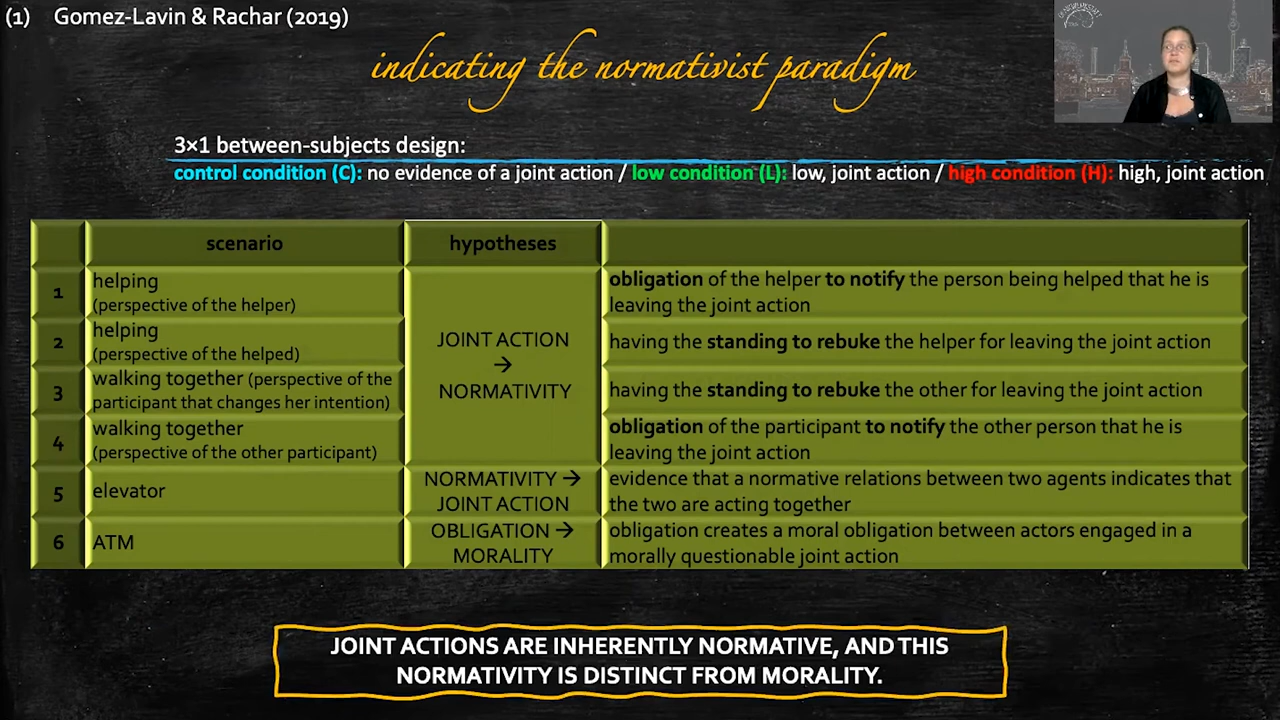 (1) Gomez-Lavin & Rachar (2019)
indicating the normativist paradigm
3×1 between-subjects design:
control condition (C): no evidence of a joint action / low condition (L): low, joint action / high condition (H): high, joint action
scenario hypotheses
1 helping
(perspective of the helper)
obligation of the helper to notify the person being helped that he is
leaving the joint action
2 helping
(perspective of the helped)
having the standing to rebuke the helper for leaving the joint action
JOINT ACTION
→
NORMATIVITY
3 walking together (perspective of the
participant that changes her intention)
having the standing to rebuke the other for leaving the joint action
4 walking together
(perspective of the other participant)
obligation of the participant to notify the other person that he is
leaving the joint action
5 elevator
NORMATIVITY →
JOINT ACTION
evidence that a normative relations between two agents indicates that
the two are acting together
6 ATM
OBLIGATION →
MORALITY
obligation creates a moral obligation between actors engaged in a
morally questionable joint action
JOINT ACTIONS ARE INHERENTLY NORMATIVE, AND THIS
NORMATIVITY IS DISTINCT FROM MORALITY.